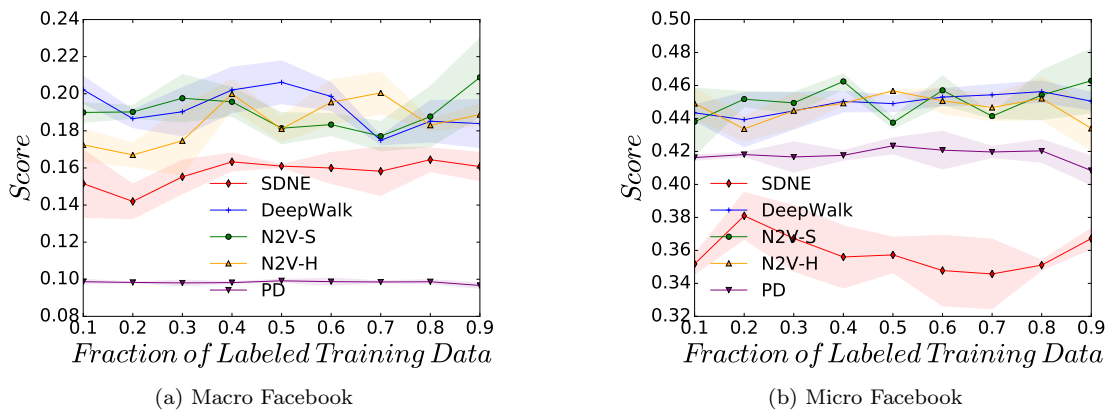 0.24
0.22
0.20
0.18
0.16
0.14
0.12
0.10
0.08
Score
SDNE
DeepWalk
N2V-S
N2V-H
PD
0.1 0.2 0.3 0.4 0.5 0.6 0.7 0.8 0.9
Fraction of Labeled Training Data
(a) Macro Facebook
0.50
0.48
0.46
0.44
0.42
0.40
0.38
0.36
0.34
0.32
Score
SDNE
DeepWalk
N2V-S
N2V-H
PD
0.1 0.2 0.3 0.4 0.5 0.6 0.7 0.8 0.9
Fraction of Labeled Training Data
(b) Micro Facebook